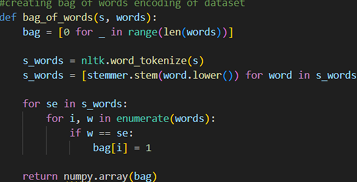 #creating bag of words encoding of dataset
def bag_of_words(s, words):
    bag = [0 for _ in range(len(words))]
    s_words = nltk.word_tokenize(s)
    s_words = [stemmer.stem(word.lower()) for word in s_words
    for se in s_words:
        for i, w in enumerate(words):
            if w == se:
                bag[i] = 1
    return numpy.array(bag)